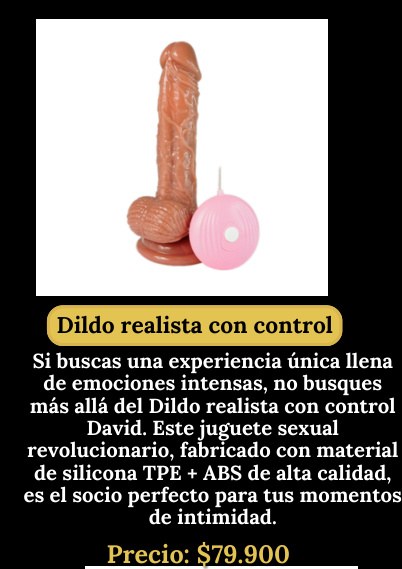 Dildo realista con control
Si buscas una experiencia única llena
de emociones intensas, no busques
más allá del Dildo realista con control
David. Este juguete sexual
revolucionario, fabricado con material
de silicona TPE + ABS de alta calidad,
es el socio perfecto para tus momentos
de intimidad.
Precio: $79.900